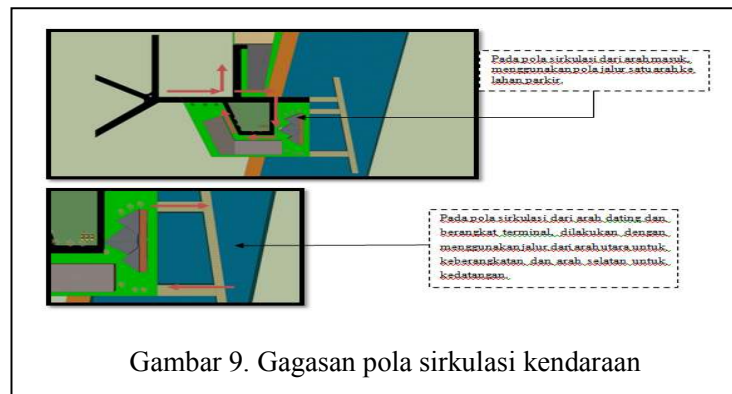 Pada pola sirkulasi dari arah masuk,
menggunakan pola jalur satu arah ke
lahan parkir.
Pada pola sirkulasi dari arah dating dan
berangkat terminal, dilakukan dengan
menggunakan jalur dari arah utara untuk
keberangkatan dan arah selatan untuk
kedatangan.
Gambar 9. Gagasan pola sirkulasi kendaraan